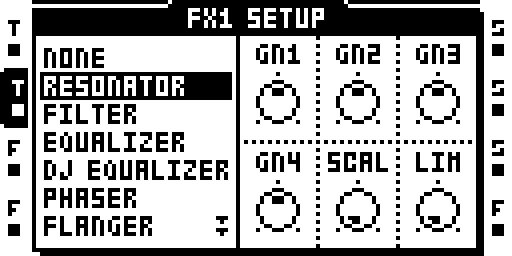 FX1 SETUP
T
T
F
F
NONE
RESONATOR
FILTER
EQUALIZER
DJ EQUALIZER
PHASER
FLANGER
GN1 GN2 GN3
GN4 SCAL LIM
S
S
S
S